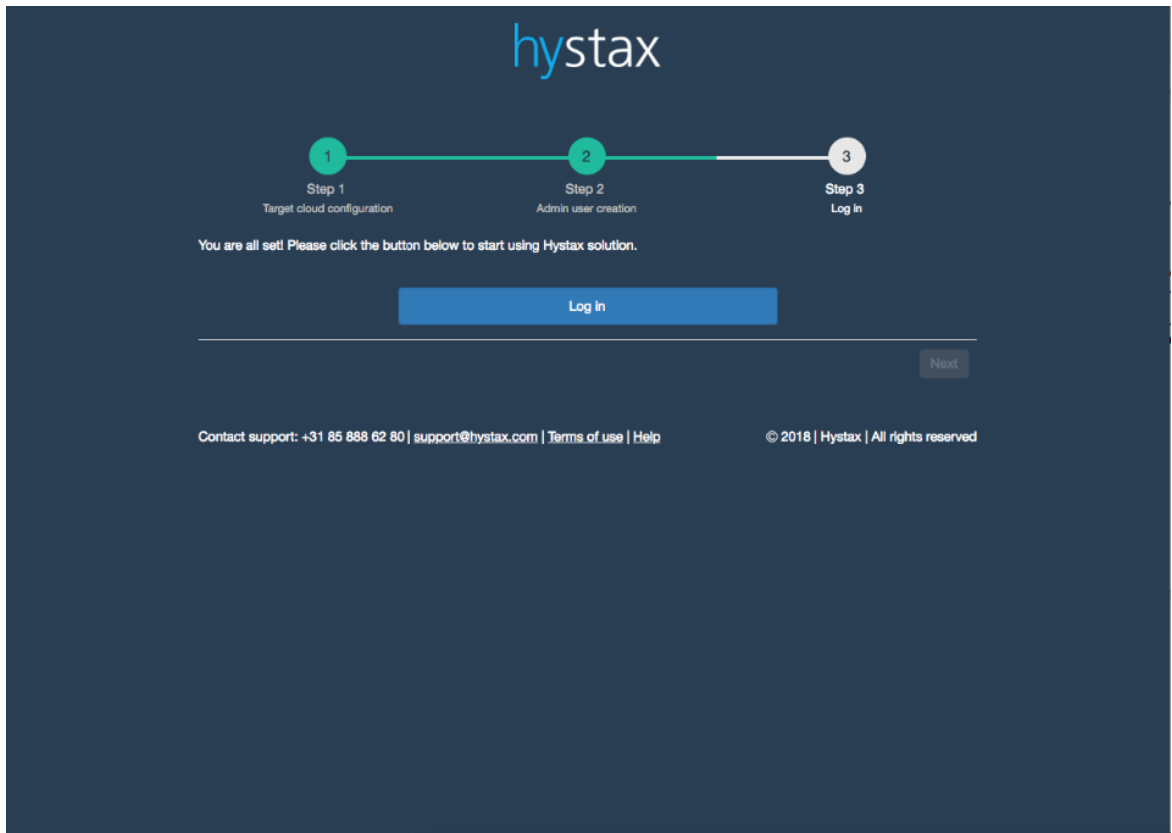 hystax
1 2 3
Step 1 Step 2 Step 3
Target cloud configuration Admin user creation Log in
You are all set! Please click the button below to start using Hystax solution.
Log in
Next
Contact support: +31 85 888 62 80 | support@hystax.com | Terms of use | Help © 2018 | Hystax | All rights reserved